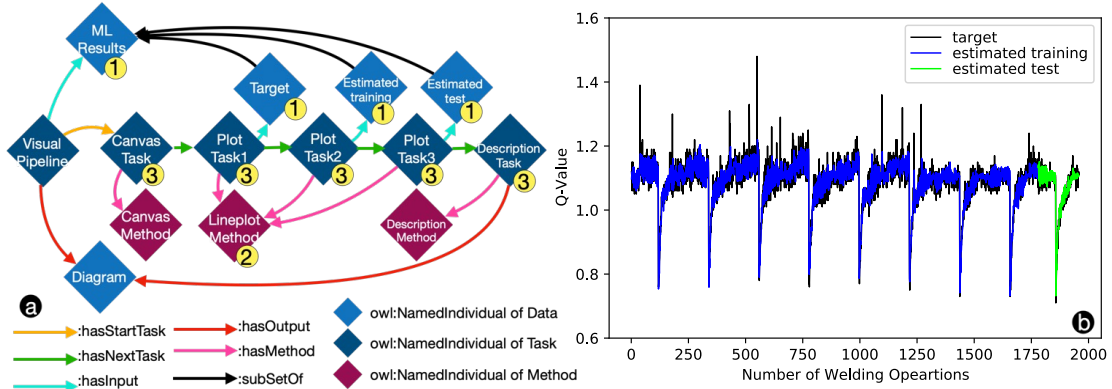 ML
Results
1
Target
1
Estimated
training
1
Estimated
test
1
Visual
Pipeline
Canvas
Task
3
Plot
Task1
3
Plot
Task2
3
Plot
Task3
3
Description
Task
3
Canvas
Method
Lineplot
Method
2
Description
Method
Diagram
a
:hasStartTask
:hasOutput
owl:NamedIndividual of Data
:hasNextTask
:hasMethod
owl:NamedIndividual of Task
:hasInput
:subSetOf
owl:NamedIndividual of Method
1.6
1.4
1.2
1.0
0.8
0.6
Q-Value
target
estimated training
estimated test
b
0 250 500 750 1000 1250 1500 1750 2000
Number of Welding Opeartions